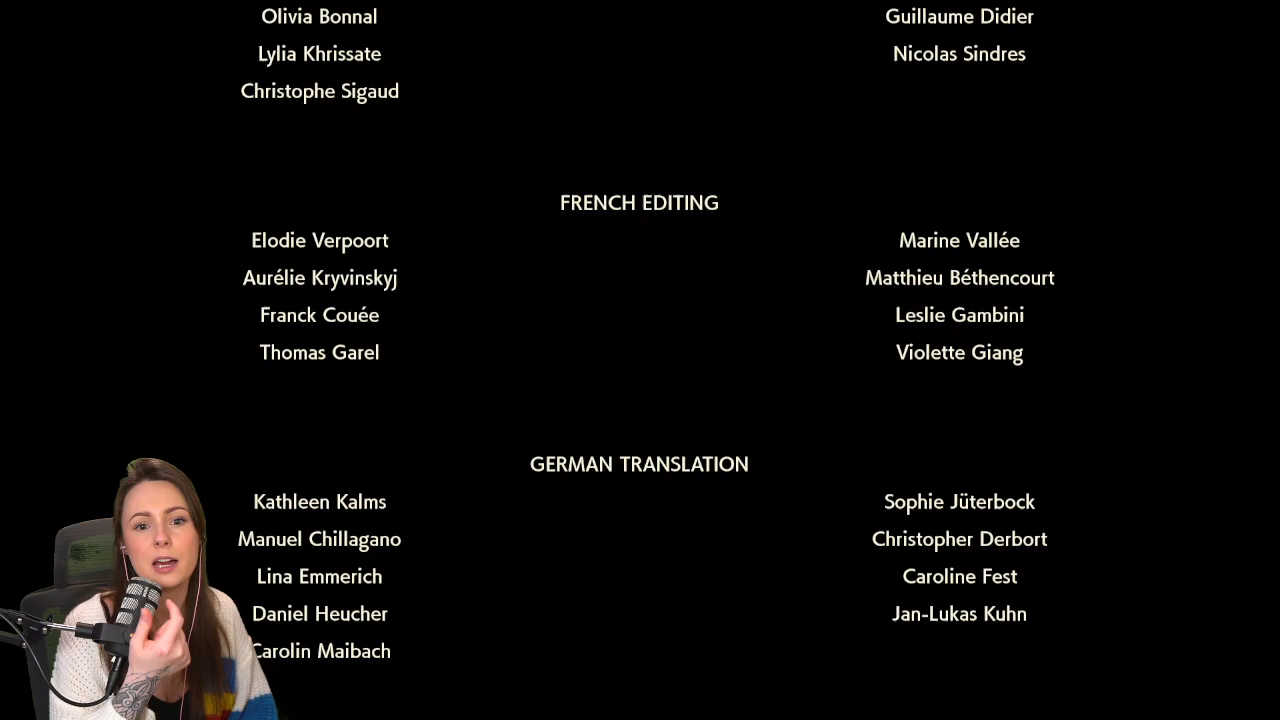 Olivia Bonnal Guillaume Didier
Lylia Khrissate Nicolas Sindres
Christophe Sigaud
FRENCH EDITING
Elodie Verpoort Marine Vallée
Aurélie Kryvinskyj Matthieu Béthencourt
Franck Couée Leslie Gambini
Thomas Garel Violette Giang
GERMAN TRANSLATION
Kathleen Kalms Sophie Jüterbock
Manuel Chillagano Christopher Derbort
Lina Emmerich Caroline Fest
Daniel Heucher Jan-Lukas Kuhn
Carolin Maibach